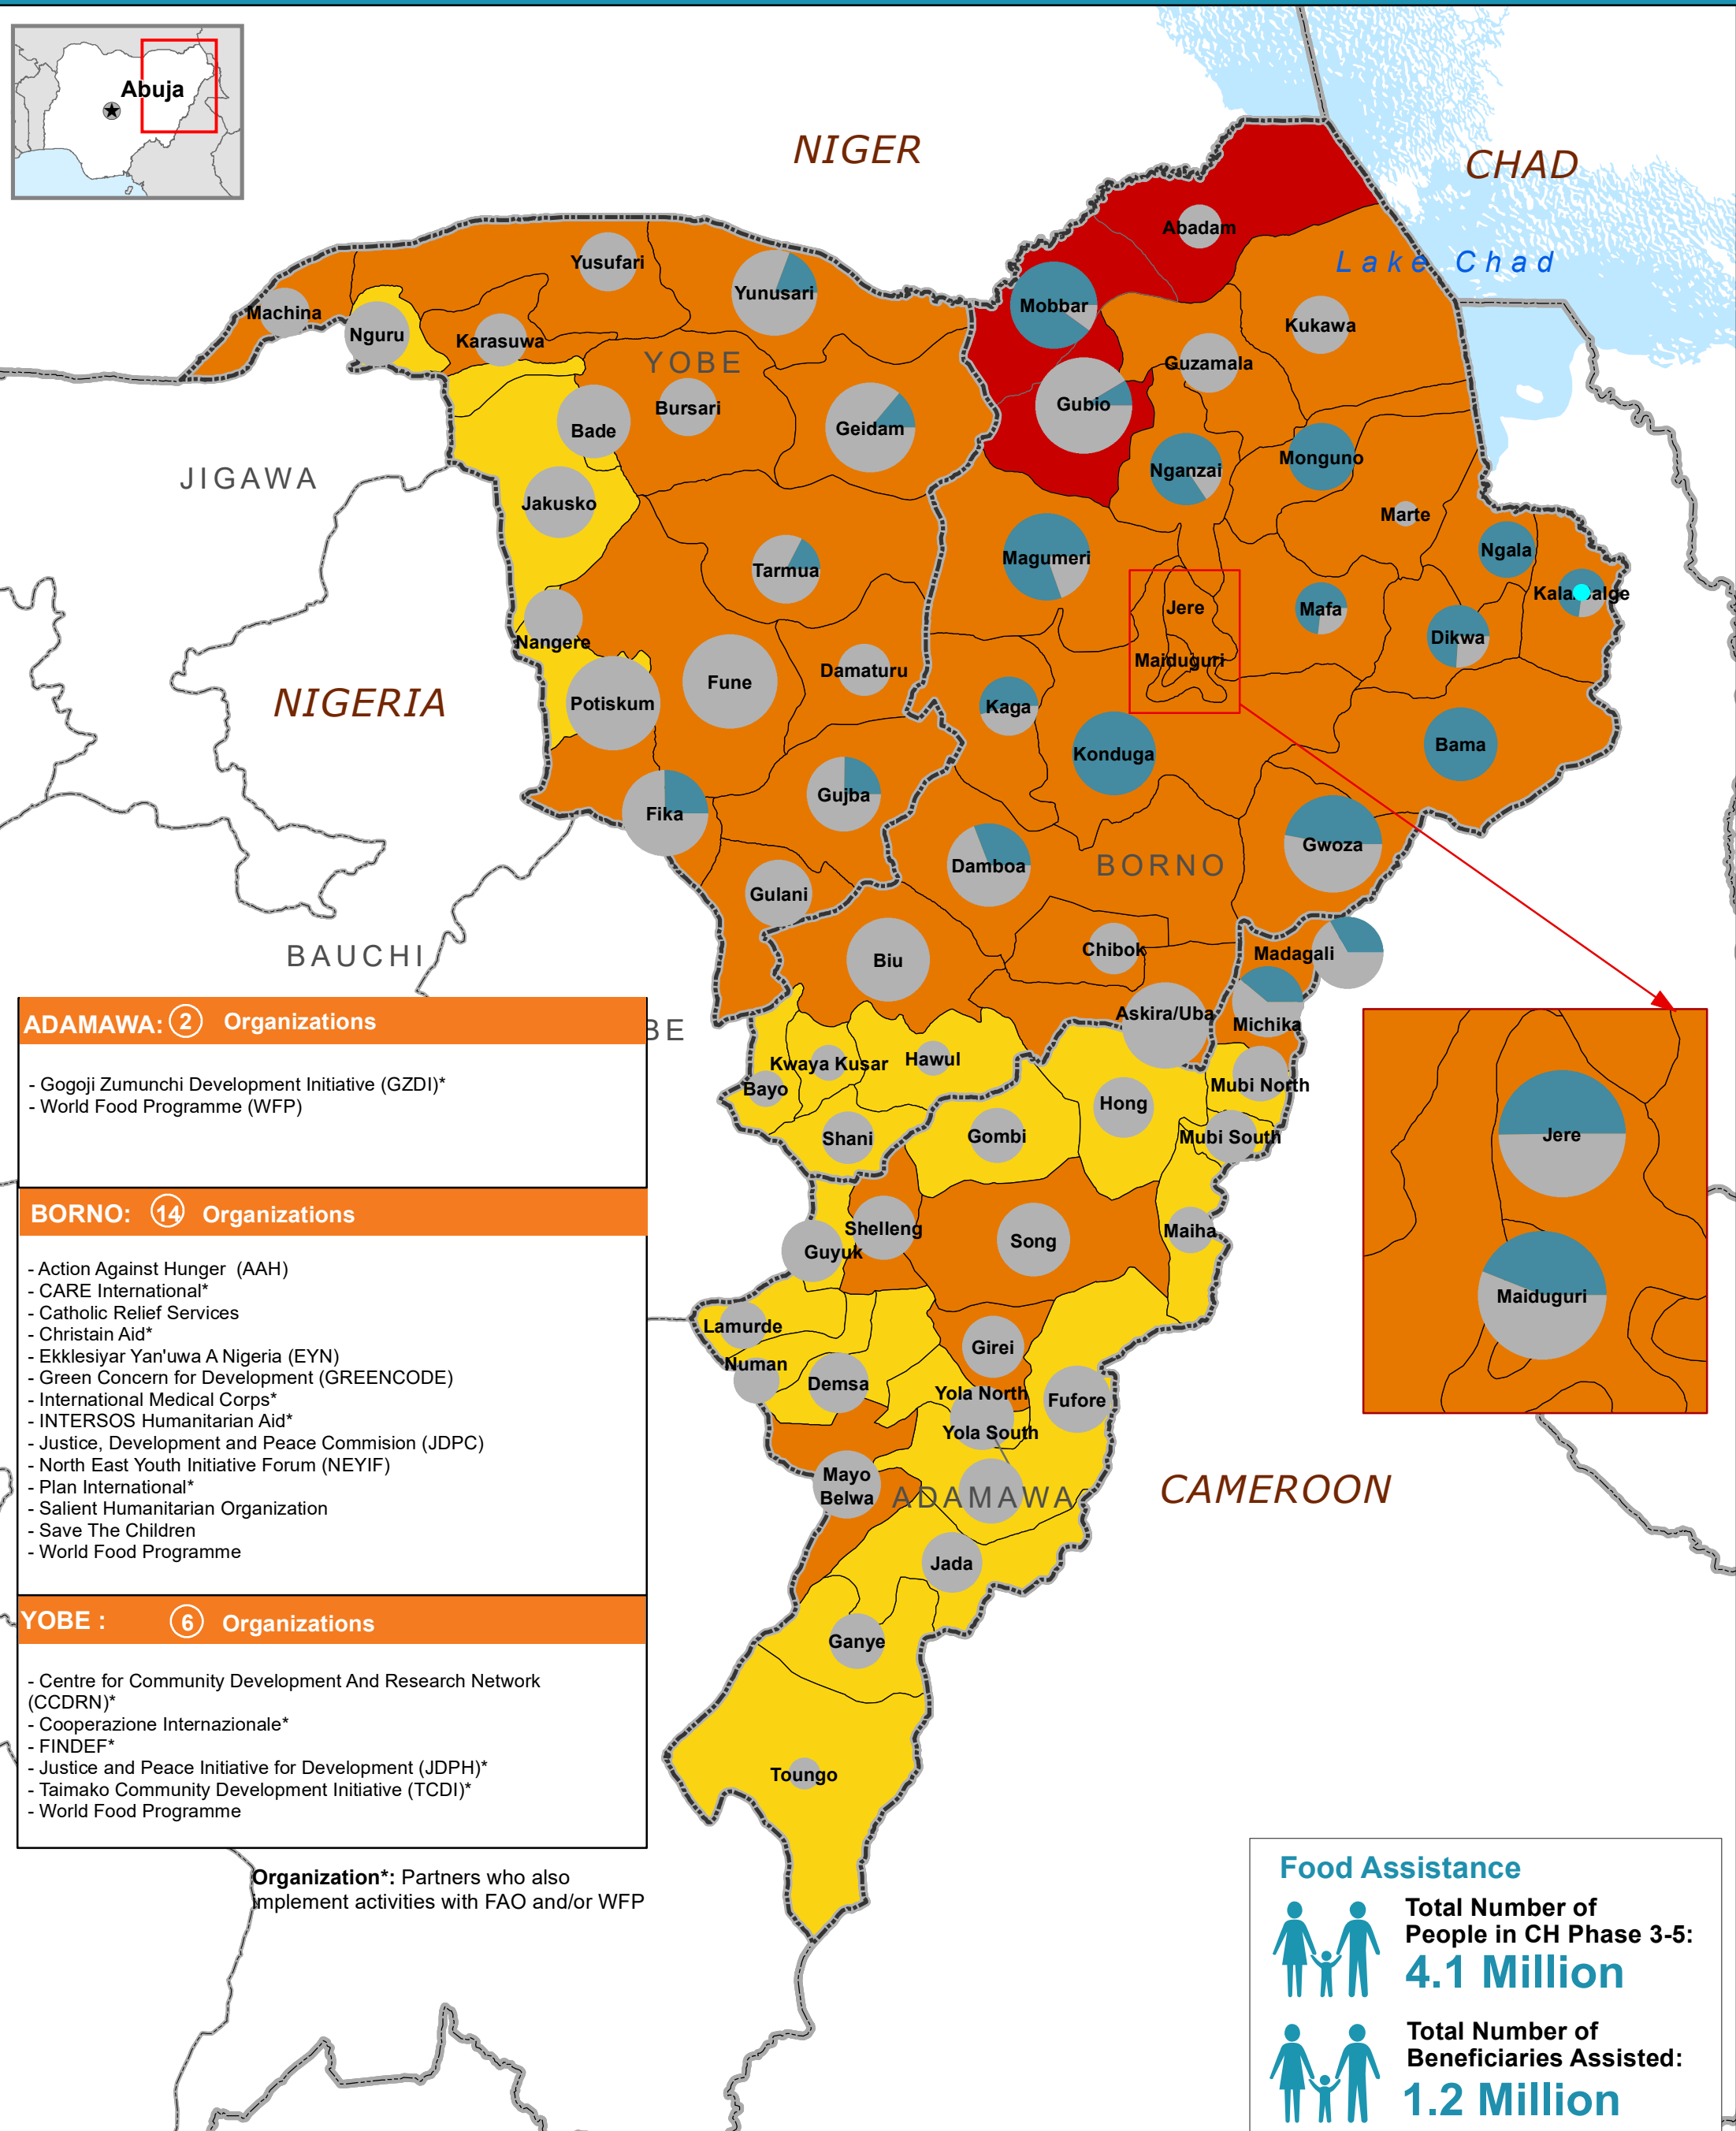 Abuja
NIGER
CHAD
Lake Chad
Abadam
Yusufari
Yunusari
Mobbar
Machina
Nguru
Karasuwa
Kukawa
YOBE
Guzamala
Bursari
Gubio
Bade
Geidam
JIGAWA
Nganzai
Monguno
Jakusko
Marte
Magumeri
Ngala
Tarmua
Jere
Mafa
Dikwa
Nangere
Maiduguri
Damaturu
Fune
NIGERIA
Potiskum
Kaga
Konduga
Bama
Gujba
Fika
Gwoza
Damboa
BORNO
Gulani
BAUCHI
Biu
Chibok
Madagali
Askira/Uba
Michika
BE
Kwaya Kusar
Hawul
Bayo
Mubi North
Hong
Shani
Gombi
Mubi South
Shelleng
Song
Maiha
Guyuk
Jere
Maiduguri
Lamurde
Girei
Numan
Demsa
Yola North
Fufore
Yola South
Mayo
Belwa
ADAMAWA
CAMEROON
Jada
Ganye
Toungo
ADAMAWA: 2 Organizations
- Gogoji Zumunchi Development Initiative (GZDI)*
- World Food Programme (WFP)
BORNO: 14 Organizations
- Action Against Hunger (AAH)
- CARE International*
- Catholic Relief Services
- Christain Aid*
- Ekklesiyar Yan'uwa A Nigeria (EYN)
- Green Concern for Development (GREENCODE)
- International Medical Corps*
- INTERSOS Humanitarian Aid*
- Justice, Development and Peace Commision (JDPC)
- North East Youth Initiative Forum (NEYIF)
- Plan International*
- Salient Humanitarian Organization
- Save The Children
- World Food Programme
YOBE : 6 Organizations
- Centre for Community Development And Research Network
(CCDRN)*
- Cooperazione Internazionale*
- FINDEF*
- Justice and Peace Initiative for Development (JDPH)*
- Taimako Community Development Initiative (TCDI)*
- World Food Programme
Organization*: Partners who also
implement activities with FAO and/or WFP
Food Assistance
Total Number of
People in CH Phase 3-5:
4.1 Million
Total Number of
Beneficiaries Assisted:
1.2 Million